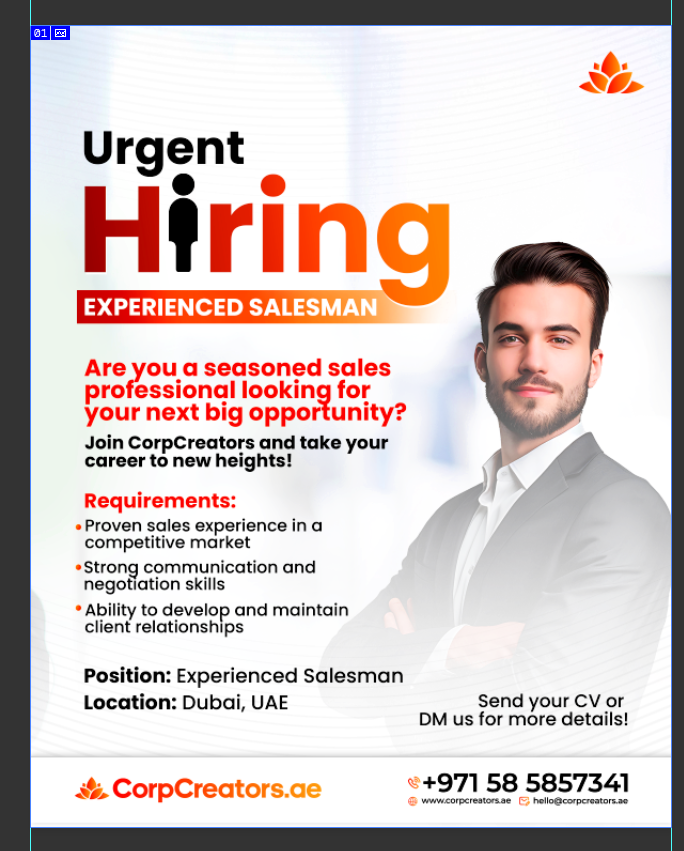 01
Urgent
Hiring
EXPERIENCED SALESMAN
Are you a seasoned sales
professional looking for
your next big opportunity?
Join CorpCreators and take your
career to new heights!
Requirements:
Proven sales experience in a
competitive market
Strong communication and
negotiation skills
Ability to develop and maintain
client relationships
Position: Experienced Salesman
Location: Dubai, UAE
Send your CV or
DM us for more details!
CorpCreators.ae
+971 58 5857341
www.corpcreators.ae hello@corpcreators.ae